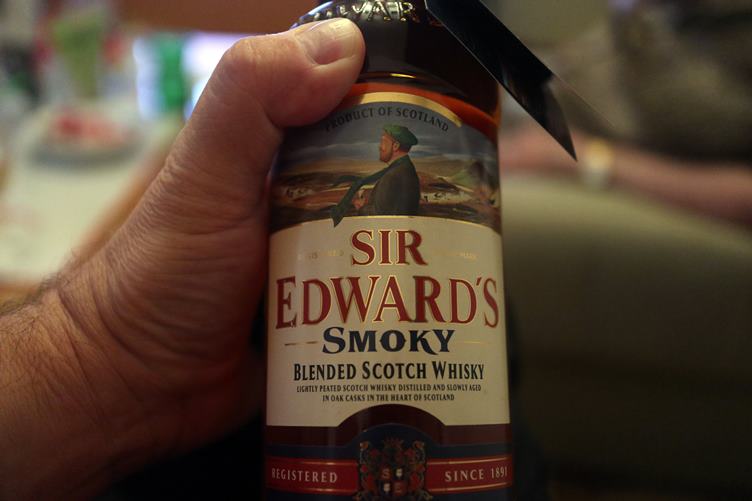 PRODUCT OF SCOTLAND
SIR
EDWARD'S
SMOKY
BLENDED SCOTCH WHISKY
LIGHTLY PEATED SCOTCH WHISKY DISTILLED AND SLOWLY AGED
IN OAK CASKS IN THE HEART OF SCOTLAND
REGISTERED SINCE 1891